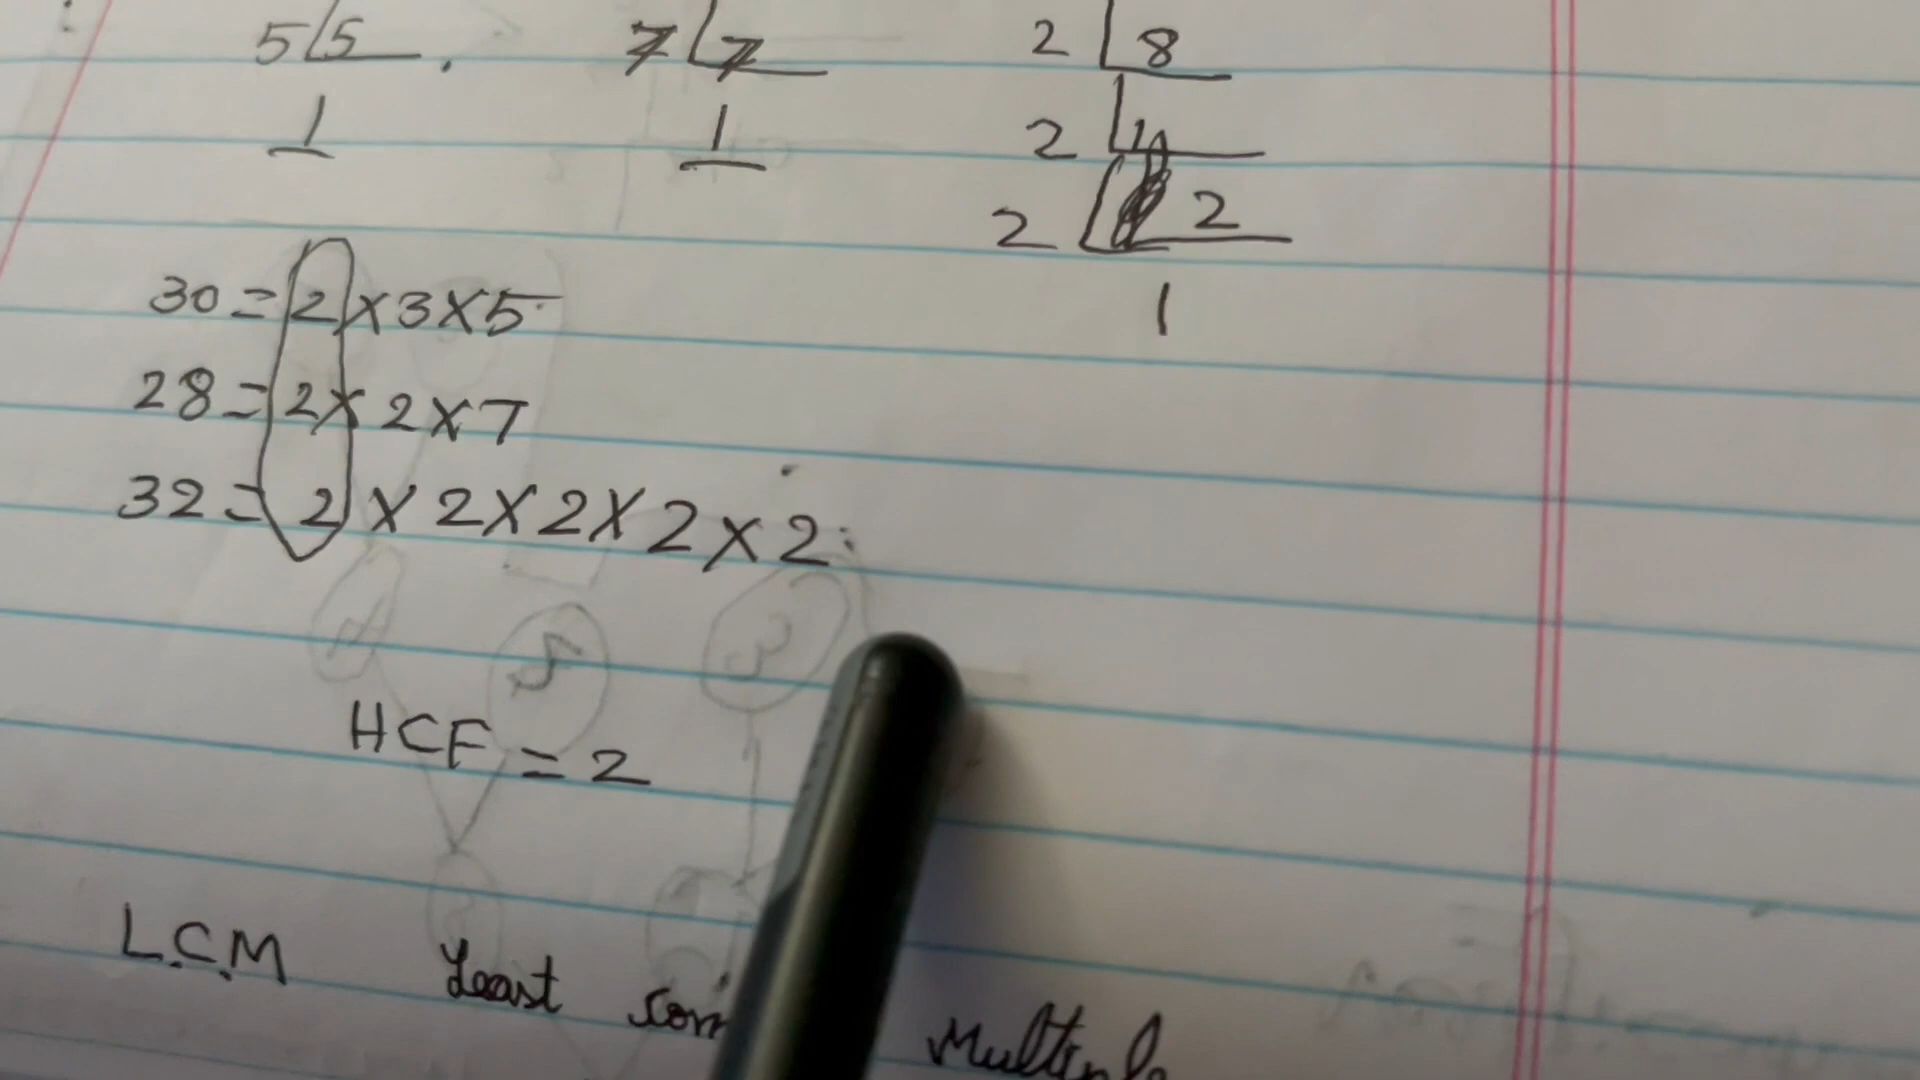 5 5 7 7 2 8
1 1 2
2 2
1
30 = 2 X 3 X 5
28 = 2 X 2 X 7
32 = 2 X 2 X 2 X 2 X 2
HCF = 2
L.C.M Least Multiple